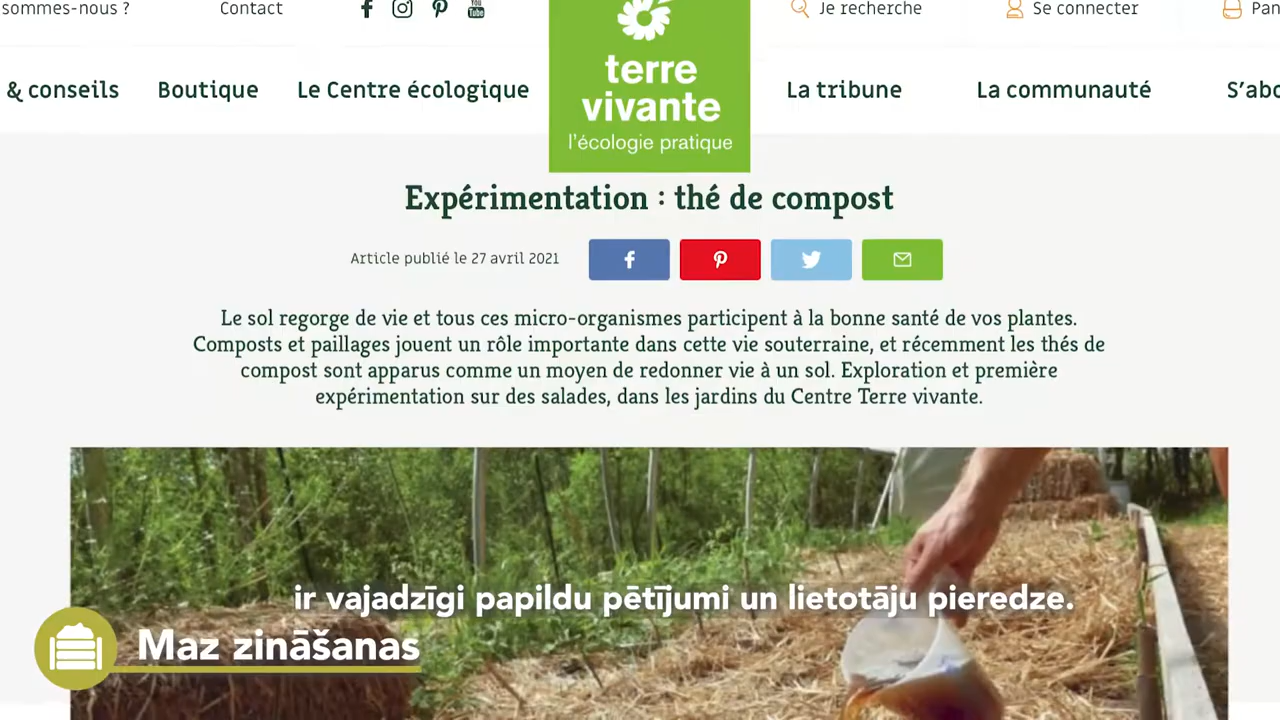 sommes-nous ?
Contact
You
Tube
Je recherche
Se connecter
Pan
& conseils
Boutique
Le Centre écologique
terre
vivante
l'écologie pratique
La tribune
La communauté
S'abo
Expérimentation : thé de compost
Article publié le 27 avril 2021
Le sol regorge de vie et tous ces micro-organismes participent à la bonne santé de vos plantes.
Composts et paillages jouent un rôle importante dans cette vie souterraine, et récemment les thés de
compost sont apparus comme un moyen de redonner vie à un sol. Exploration et première
expérimentation sur des salades, dans les jardins du Centre Terre vivante.
ir vajadzīgi papildu pētījumi un lietotāju pieredze.
Maz zināšanas